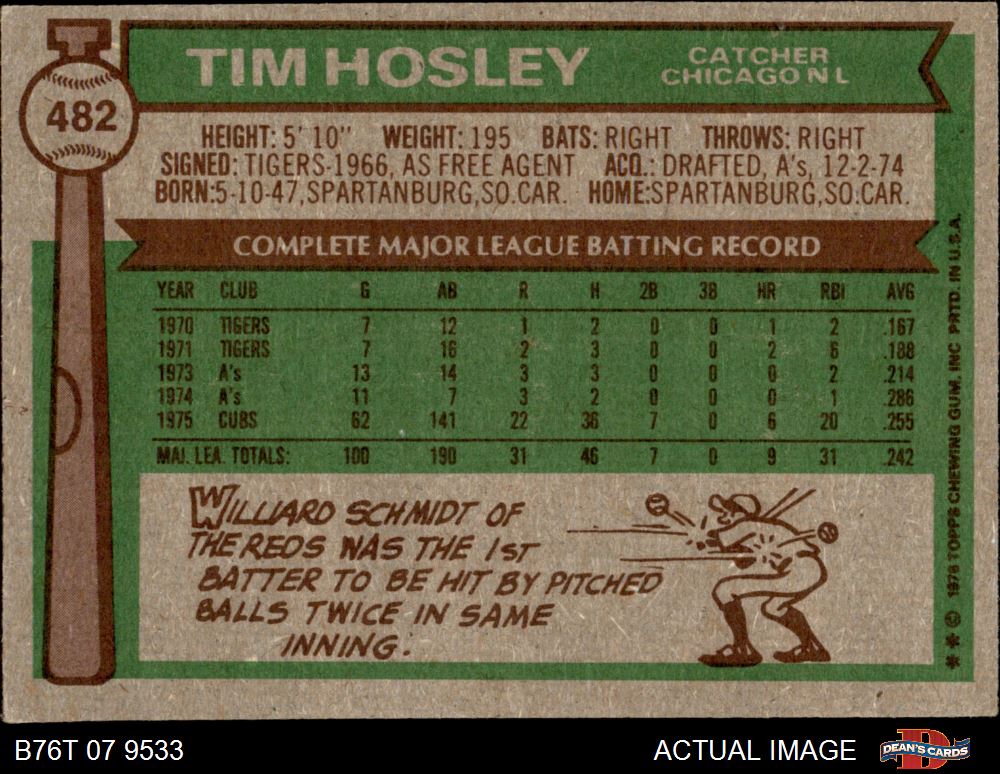 482
TIM HOSLEY
CATCHER
CHICAGO N L
HEIGHT: 5' 10" WEIGHT: 195 BATS: RIGHT THROWS: RIGHT
SIGNED: TIGERS-1966, AS FREE AGENT ACQ.: DRAFTED, A's, 12-2-74
BORN:5-10-47,SPARTANBURG,SO.CAR. HOME:SPARTANBURG,SO.CAR.
COMPLETE MAJOR LEAGUE BATTING RECORD
YEAR CLUB G AB R H 2B 3B HR RBI AVG
1970 TIGERS 7 12 1 2 0 0 1 2 .167
1971 TIGERS 7 16 2 3 0 0 2 6 .188
1973 A's 13 14 3 3 0 0 0 2 .214
1974 A's 11 7 3 2 0 0 0 1 .286
1975 CUBS 62 141 22 36 7 0 6 20 .255
MAJ. LEA. TOTALS: 100 190 31 46 7 0 9 31 .242
WILLIARD SCHMIDT OF
THE REDS WAS THE 1ST
BATTER TO BE HIT BY PITCHED
BALLS TWICE IN SAME
INNING.
* * © 1976 TOPPS CHEWING GUM, INC PRTD. IN U.S.A.
B76T 07 9533
ACTUAL IMAGE
DEAN'S CARDS